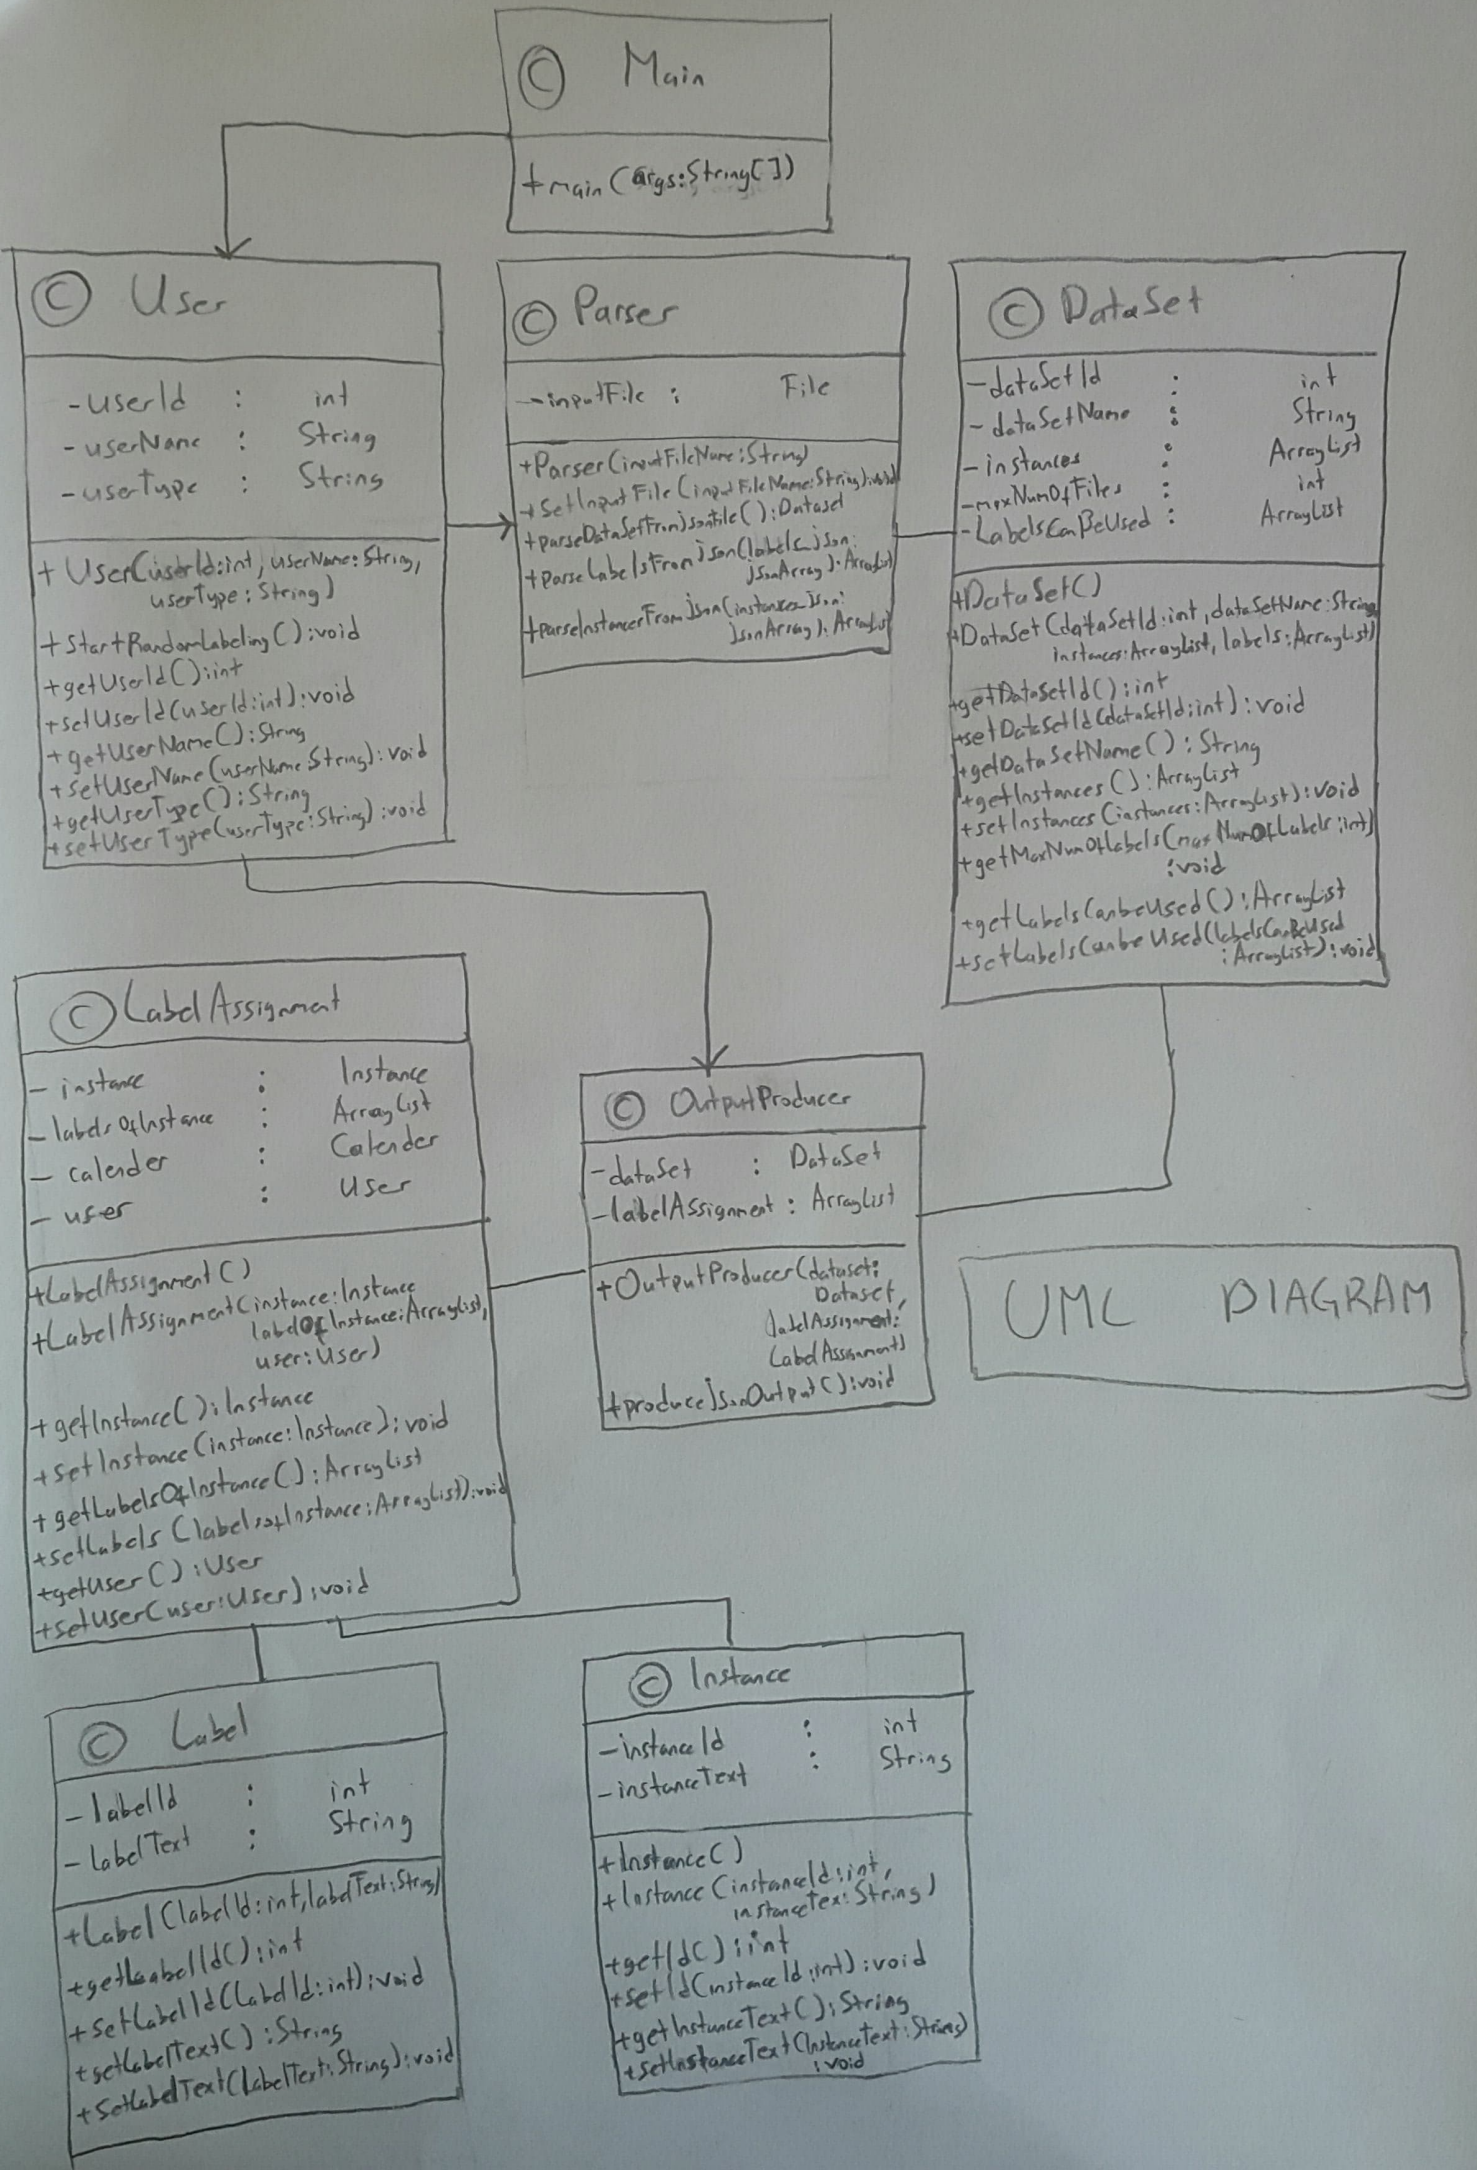 C Main
+main(args:String[])
C User
-userId : int
-userName : String
-userType : String
+User(userId:int, userName:String,
userType:String)
+StartRandomLabeling():void
+getUserId():int
+setUserId(userId:int):void
+getUserName():String
+setUserName(userName:String):void
+getUserType():String
+setUserType(userType:String):void
C Parser
-inputFile : File
+Parser(inputFileName:String)
+SetInputFile(inputFileName:String):void
+parseDataSetFromJsonFile():Dataset
+parseLabelsFromJson(labelsJson:
JsonArray):ArrayList
+parseInstancesFromJson(instancesJson:
JsonArray):ArrayList
C DataSet
-dataSetId : int
-dataSetName : String
-instances : ArrayList
-maxNumOfFiles : int
-LabelsCanBeUsed : ArrayList
+DataSet()
+DataSet(dataSetId:int, dataSetName:String
instances:ArrayList, labels:ArrayList)
+getDataSetId():int
+setDataSetId(dataSetId:int):void
+getDataSetName():String
+getInstances():ArrayList
+setInstances(instances:ArrayList):void
+getMaxNumOfLabels(maxNumOfLabels:int)
:void
+getLabelsCanbeUsed():ArrayList
+setLabelsCanbeUsed(labelsCanBeUsed
:ArrayList):void
C LabelAssignment
- instance : Instance
- labelsOfInstance : ArrayList
- calender : Calender
- user : User
+LabelAssignment()
+LabelAssignment(instance:Instance
labelOfInstance:ArrayList,
user:User)
+getInstance():Instance
+setInstance(instance:Instance):void
+getLabelsOfInstance():ArrayList
+setLabels(labelsofInstance:ArrayList):void
+getUser():User
+setUser(user:User):void
C OutputProducer
-dataSet : DataSet
-labelAssignment : ArrayList
+OutputProducer(dataset:
Dataset,
labelAssignment:
LabelAssignment)
+produceJsonOutput():void
UML DIAGRAM
C Label
- labelId : int
- labelText : String
+Label(labelId:int,labelText:String)
+getLaabelId():int
+setLabelId(LabelId:int):void
+getLabelText():String
+SetLabelText(LabelText:String):void
C Instance
-instanceId : int
-instanceText : String
+Instance()
+Instance(instanceId:int,
instanceTex:String)
+getId():int
+setId(instanceId:int):void
+getInstanceText():String
+setInstanceText(InstenceText:String)
:void